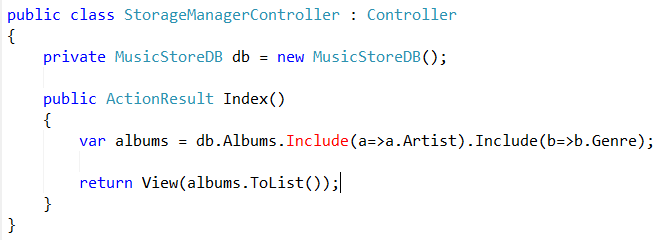 public class StorageManagerController : Controller
{
    private MusicStoreDB db = new MusicStoreDB();
    public ActionResult Index()
    {
        var albums = db.Albums.Include(a=>a.Artist).Include(b=>b.Genre);
        return View(albums.ToList());
    }
}